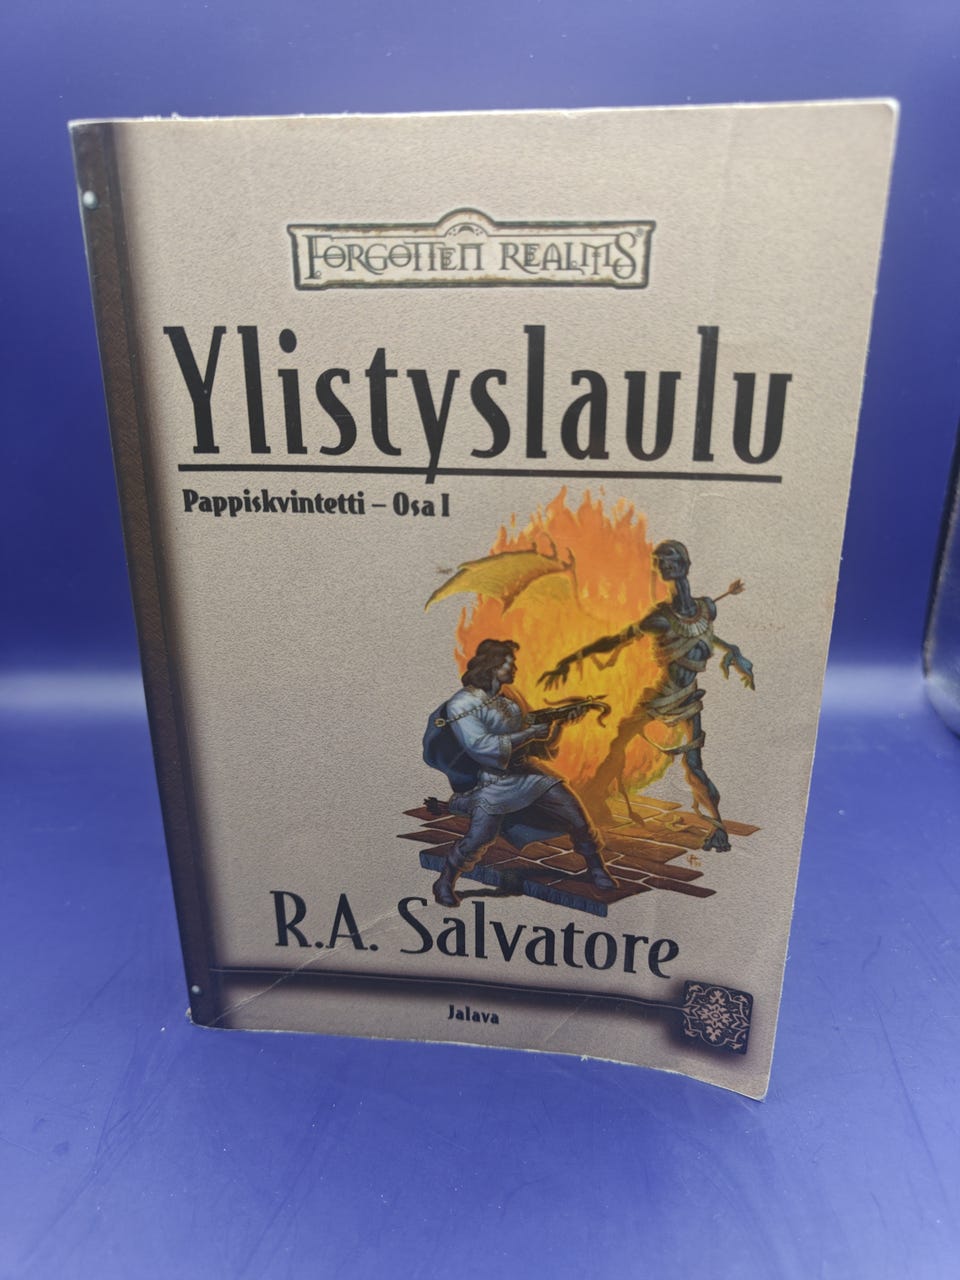 FORGOTTEN REALMS®
Ylistyslaulu
Pappiskvintetti – Osa I
R.A. Salvatore
Jalava